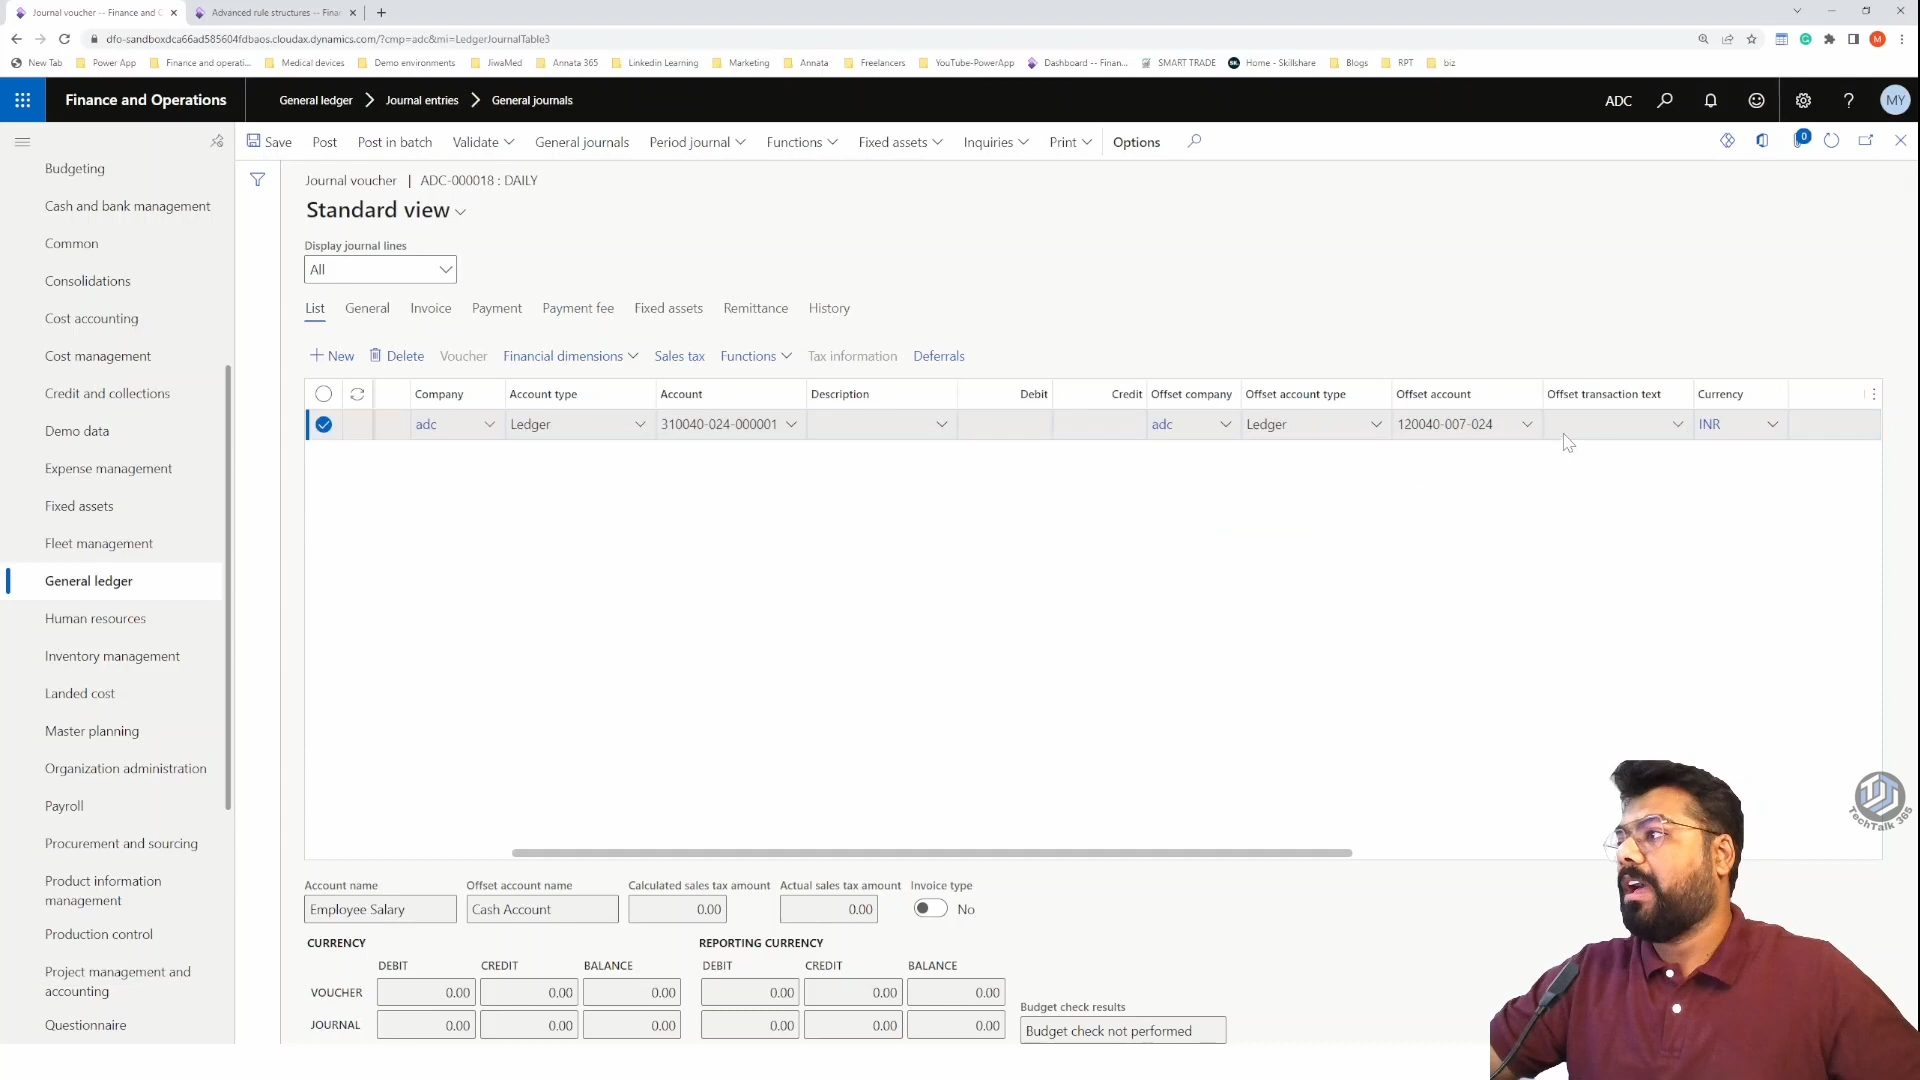 Journal voucher -- Finance and O
Advanced rule structures -- Finan
dfo-sandboxdca66ad585604fdbaos.cloudax.dynamics.com/?cmp=adc&mi=LedgerJournalTable3
M
New Tab
Power App
Finance and operati...
Medical devices
Demo environments
JiwaMed
Annata 365
Linkedin Learning
Marketing
Annata
Freelancers
YouTube-PowerApp
Dashboard -- Finan...
SMART TRADE
Home - Skillshare
Blogs
RPT
biz
Finance and Operations
General ledger
Journal entries
General journals
ADC
MY
Save
Post
Post in batch
Validate
General journals
Period journal
Functions
Fixed assets
Inquiries
Print
Options
0
Budgeting
Cash and bank management
Common
Consolidations
Cost accounting
Cost management
Credit and collections
Demo data
Expense management
Fixed assets
Fleet management
General ledger
Human resources
Inventory management
Landed cost
Master planning
Organization administration
Payroll
Procurement and sourcing
Product information
management
Production control
Project management and
accounting
Questionnaire
Journal voucher | ADC-000018 : DAILY
Standard view
Display journal lines
All
List
General
Invoice
Payment
Payment fee
Fixed assets
Remittance
History
New
Delete
Voucher
Financial dimensions
Sales tax
Functions
Tax information
Deferrals
Company
Account type
Account
Description
Debit
Credit
Offset company
Offset account type
Offset account
Offset transaction text
Currency
adc
Ledger
310040-024-000001
adc
Ledger
120040-007-024
INR
Account name
Offset account name
Calculated sales tax amount
Actual sales tax amount
Invoice type
Employee Salary
Cash Account
0.00
0.00
No
CURRENCY
REPORTING CURRENCY
DEBIT
CREDIT
BALANCE
DEBIT
CREDIT
BALANCE
VOUCHER
0.00
0.00
0.00
0.00
0.00
0.00
JOURNAL
0.00
0.00
0.00
0.00
0.00
0.00
Budget check results
Budget check not performed
TechTalk 365